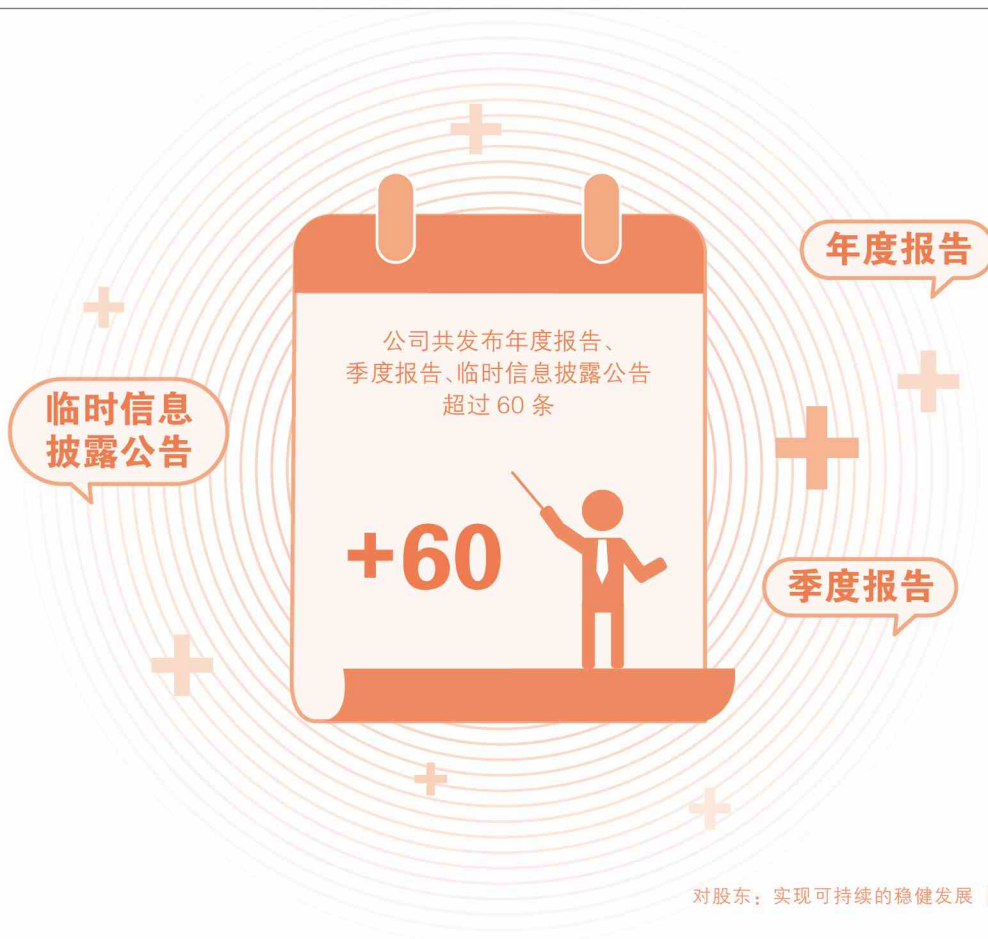 年度报告
公司共发布年度报告、
季度报告、临时信息披露公告
超过 60 条
临时信息
披露公告
+60
季度报告
对股东：实现可持续的稳健发展